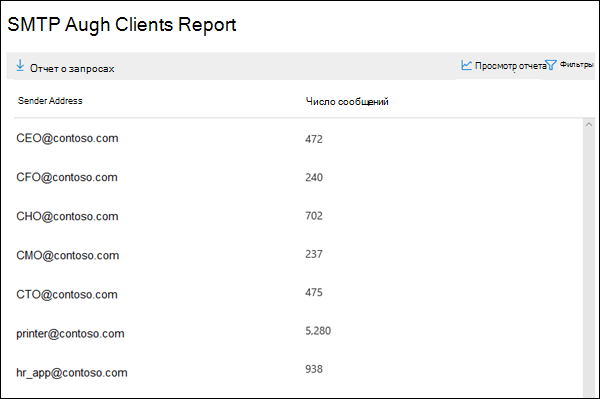 SMTP Augh Clients Report
Отчет о запросах Просмотр отчета Фильтры
Sender Address Число сообщений
CEO@contoso.com 472
CFO@contoso.com 240
CHO@contoso.com 702
CMO@contoso.com 237
CTO@contoso.com 475
printer@contoso.com 5,280
hr_app@contoso.com 938